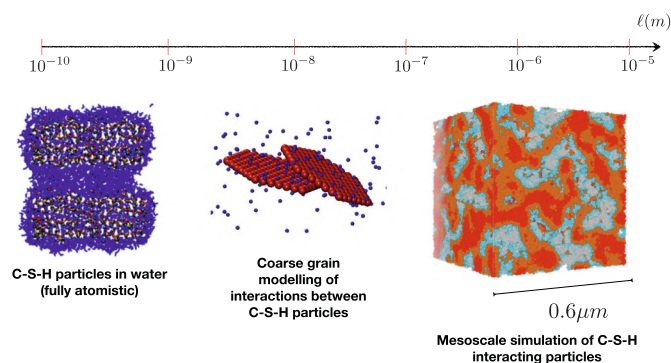 ℓ(m)
10⁻¹⁰ 10⁻⁹ 10⁻⁸ 10⁻⁷ 10⁻⁶ 10⁻⁵
C-S-H particles in water
(fully atomistic)
Coarse grain
modelling of
interactions between
C-S-H particles
0.6μm
Mesoscale simulation of C-S-H
interacting particles